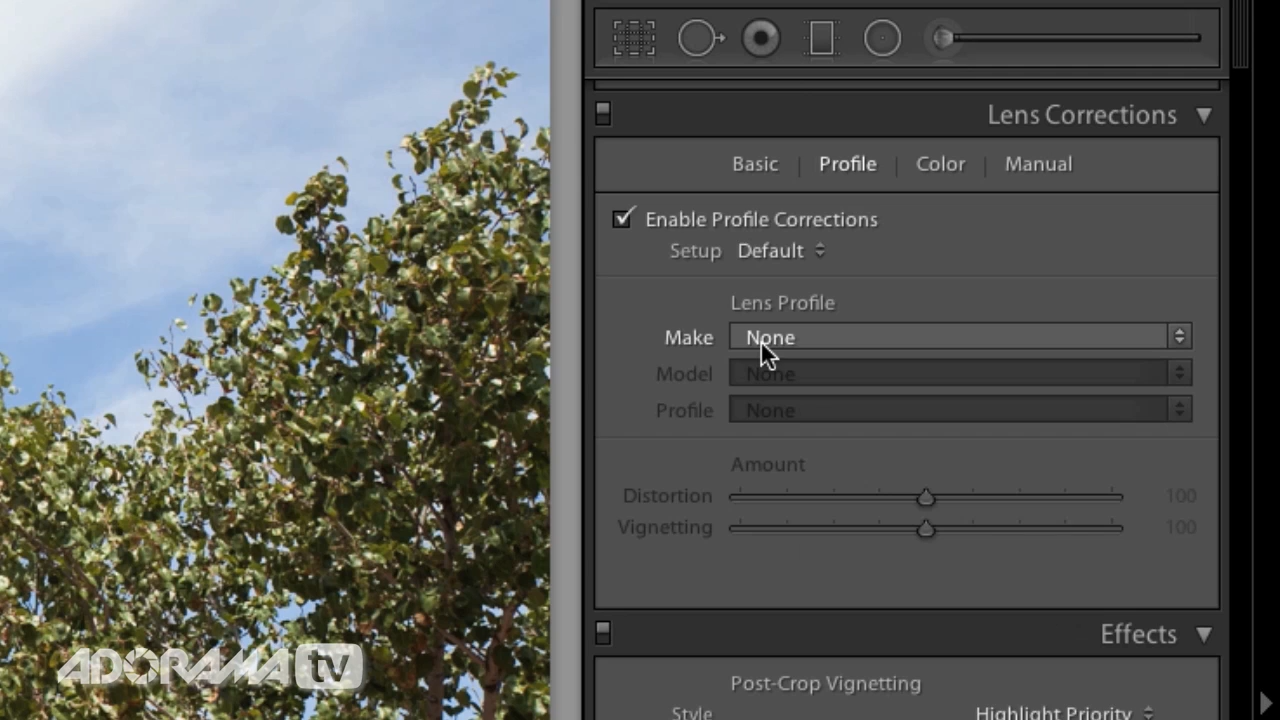 Lens Corrections
Basic | Profile | Color | Manual
Enable Profile Corrections
Setup Default
Lens Profile
Make None
Model None
Profile None
Amount
Distortion 100
Vignetting 100
Effects
Post-Crop Vignetting
Style Highlight Priority
ADORAMA tv